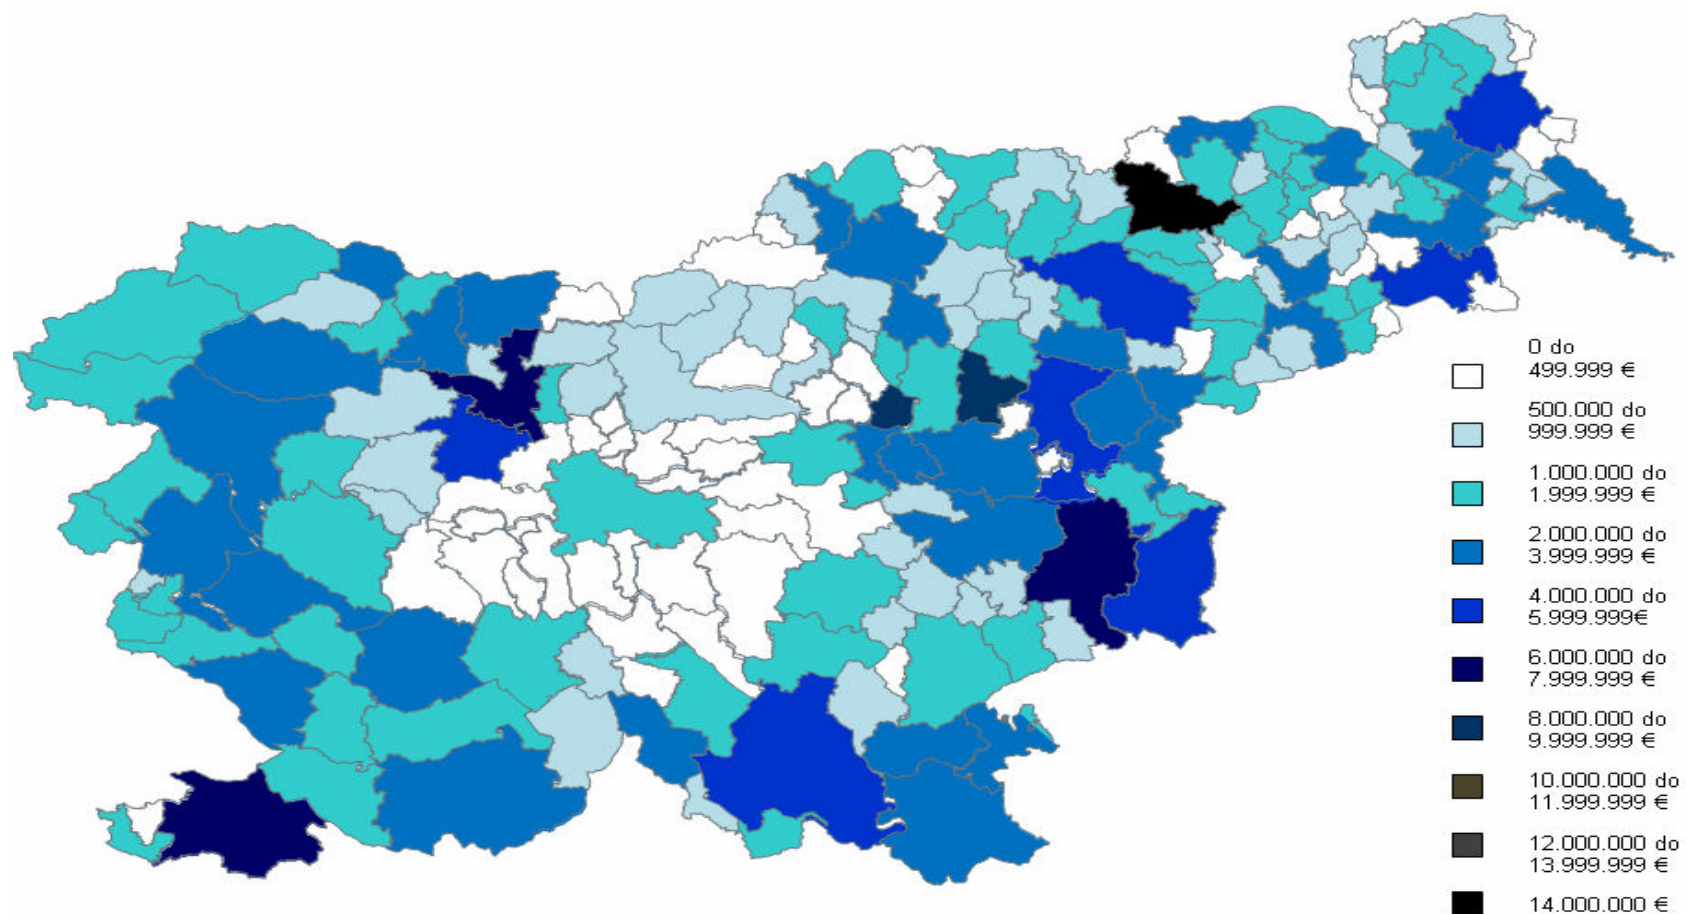 0 do
499.999 €
500.000 do
999.999 €
1.000.000 do
1.999.999 €
2.000.000 do
3.999.999 €
4.000.000 do
5.999.999€
6.000.000 do
7.999.999 €
8.000.000 do
9.999.999 €
10.000.000 do
11.999.999 €
12.000.000 do
13.999.999 €
14.000.000 €